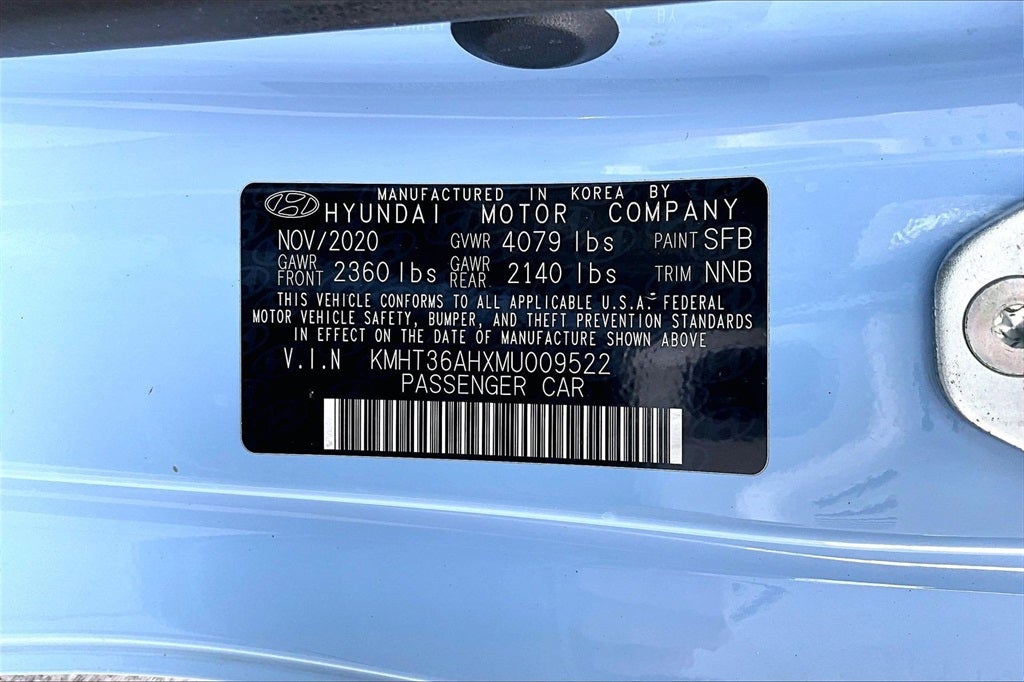 MANUFACTURED IN KOREA BY
HYUNDAI MOTOR COMPANY
NOV/2020 GVWR 4079 lbs PAINT SFB
GAWR FRONT 2360 lbs GAWR REAR 2140 lbs TRIM NNB
THIS VEHICLE CONFORMS TO ALL APPLICABLE U.S.A. FEDERAL
MOTOR VEHICLE SAFETY, BUMPER, AND THEFT PREVENTION STANDARDS
IN EFFECT ON THE DATE OF MANUFACTURE SHOWN ABOVE
V.I.N KMHT36AHXMU009522
PASSENGER CAR